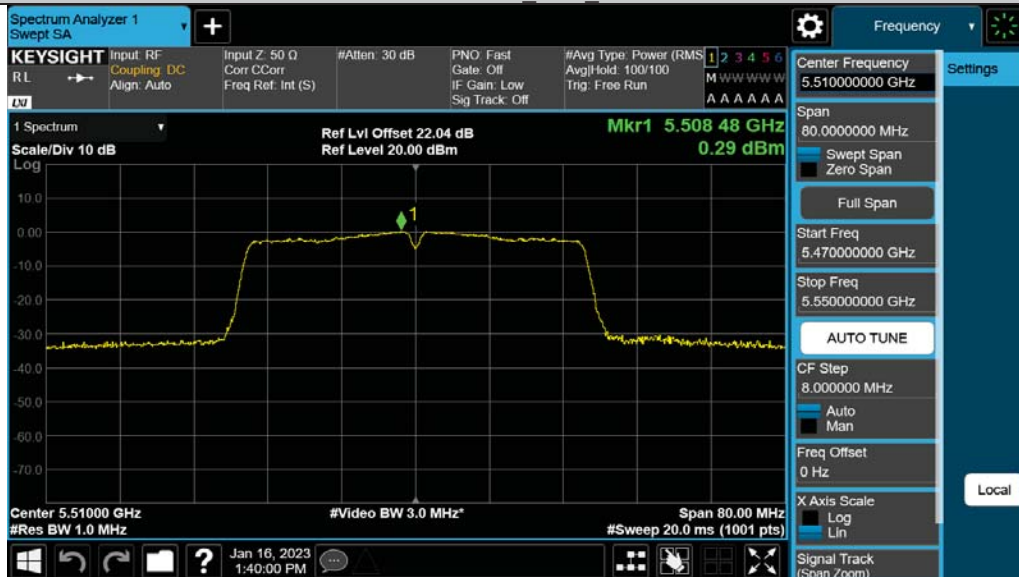 Spectrum Analyzer 1
Swept SA
Frequency
KEYSIGHT
RL
LXI
Input: RF
Coupling: DC
Align: Auto
Input Z: 50 Ω
Corr CCorr
Freq Ref: Int (S)
#Atten: 30 dB
PNO: Fast
Gate: Off
IF Gain: Low
Sig Track: Off
#Avg Type: Power (RMS
Avg|Hold: 100/100
Trig: Free Run
1 2 3 4 5 6
M W W W W W
A A A A A A
Center Frequency
5.510000000 GHz
Settings
1 Spectrum
Scale/Div 10 dB
Log
Ref Lvl Offset 22.04 dB
Ref Level 20.00 dBm
Mkr1 5.508 48 GHz
0.29 dBm
10.0
0.00
-10.0
-20.0
-30.0
-40.0
-50.0
-60.0
-70.0
1
Span
80.0000000 MHz
Swept Span
Zero Span
Full Span
Start Freq
5.470000000 GHz
Stop Freq
5.550000000 GHz
AUTO TUNE
CF Step
8.000000 MHz
Auto
Man
Freq Offset
0 Hz
X Axis Scale
Log
Lin
Signal Track
(Span Zoom)
Local
Center 5.51000 GHz
#Res BW 1.0 MHz
#Video BW 3.0 MHz*
Span 80.00 MHz
#Sweep 20.0 ms (1001 pts)
?
Jan 16, 2023
1:40:00 PM